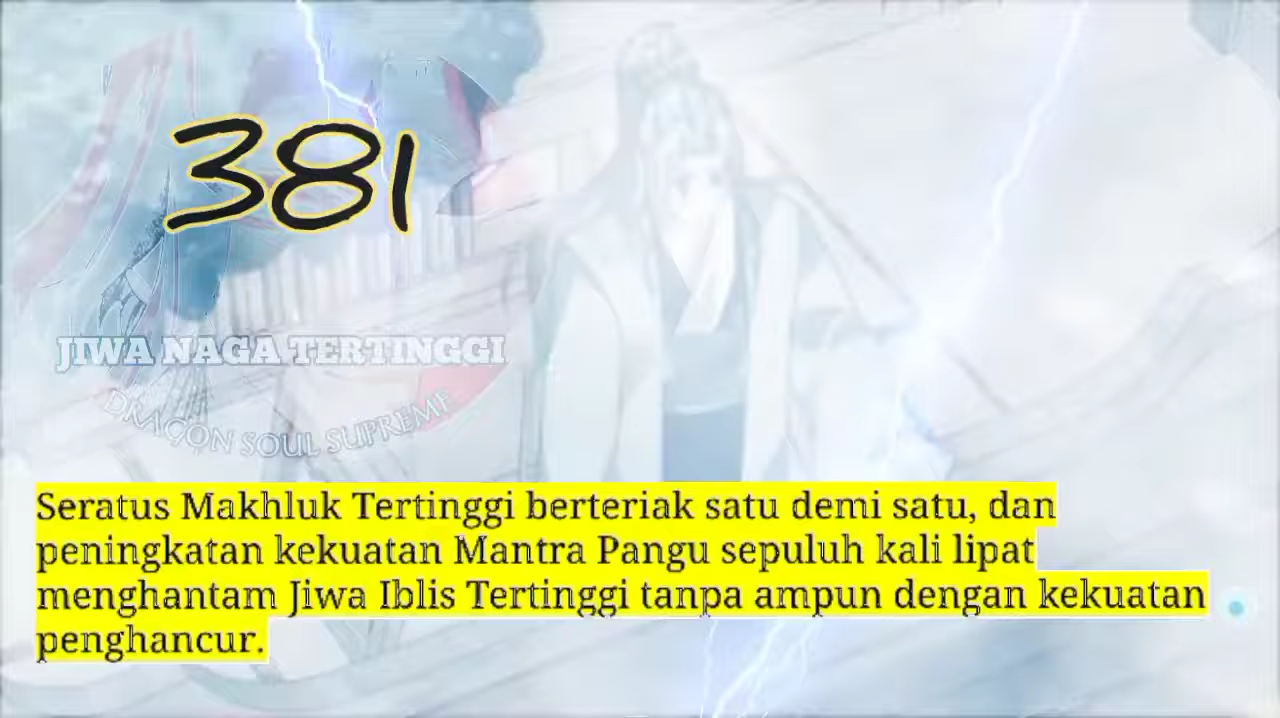 381
JIWA NAGA TERTINGGI
DRAGON SOUL SUPREME
Seratus Makhluk Tertinggi berteriak satu demi satu, dan
peningkatan kekuatan Mantra Pangu sepuluh kali lipat
menghantam Jiwa Iblis Tertinggi tanpa ampun dengan kekuatan
penghancur.